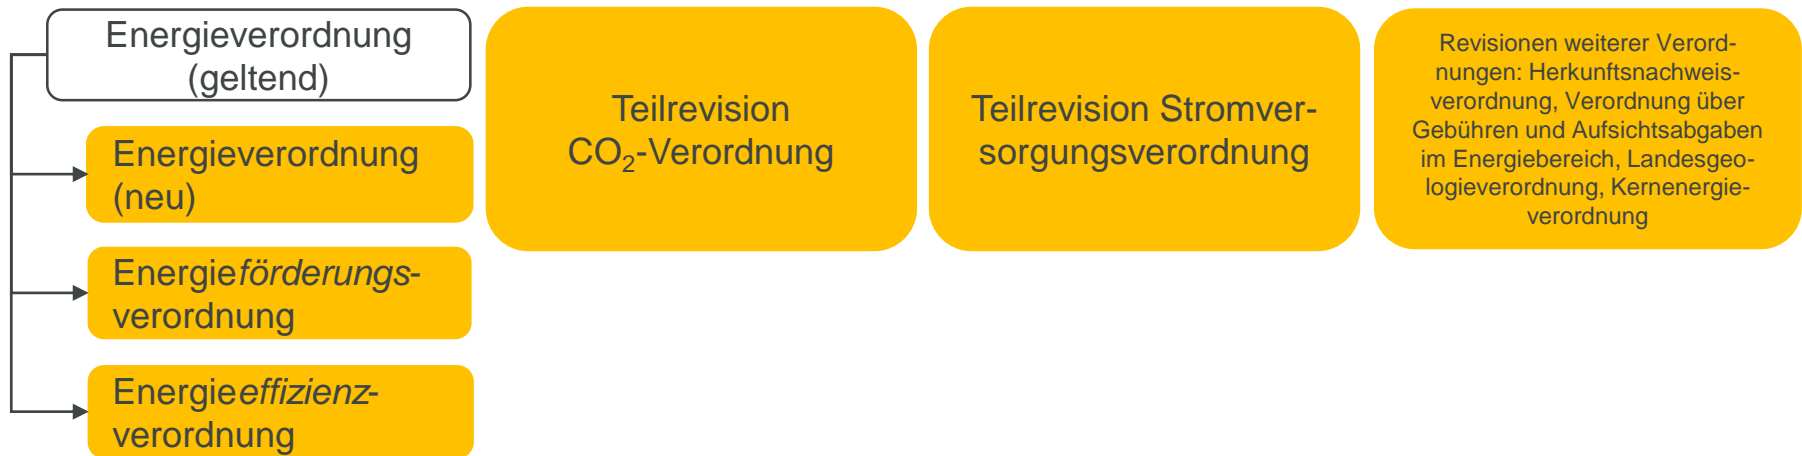 Energieverordnung
(geltend)
Energieverordnung
(neu)
Energieförderungs-
verordnung
Energieeffizienz-
verordnung
Teilrevision
CO₂-Verordnung
Teilrevision Stromver-
sorgungsverordnung
Revisionen weiterer Verord-
nungen: Herkunftsnachweis-
verordnung, Verordnung über
Gebühren und Aufsichtsabgaben
im Energiebereich, Landesgeo-
logieverordnung, Kernenergie-
verordnung